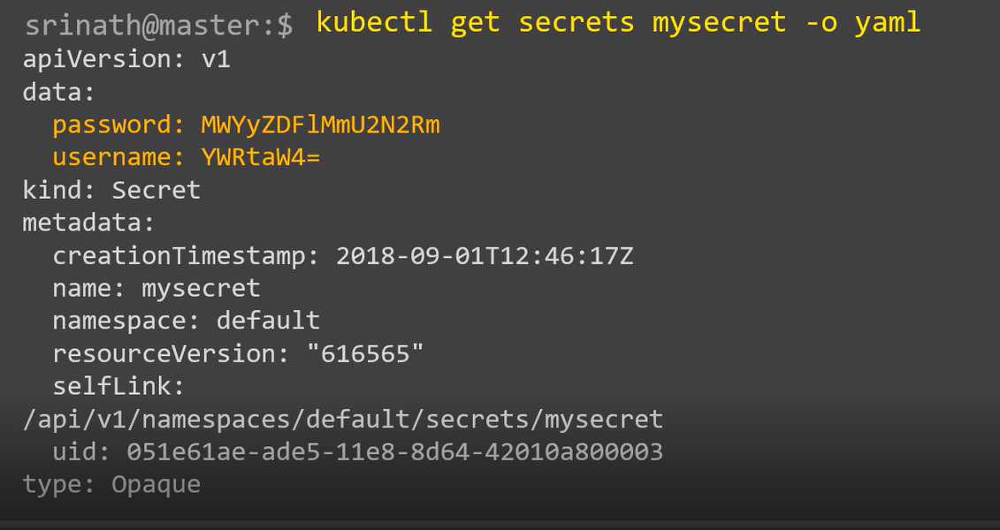 srinath@master:$ kubectl get secrets mysecret -o yaml
apiVersion: v1
data:
  password: MWYyZDFlMmU2N2Rm
  username: YWRtaW4=
kind: Secret
metadata:
  creationTimestamp: 2018-09-01T12:46:17Z
  name: mysecret
  namespace: default
  resourceVersion: "616565"
  selfLink:
/api/v1/namespaces/default/secrets/mysecret
  uid: 051e61ae-ade5-11e8-8d64-42010a800003
type: Opaque